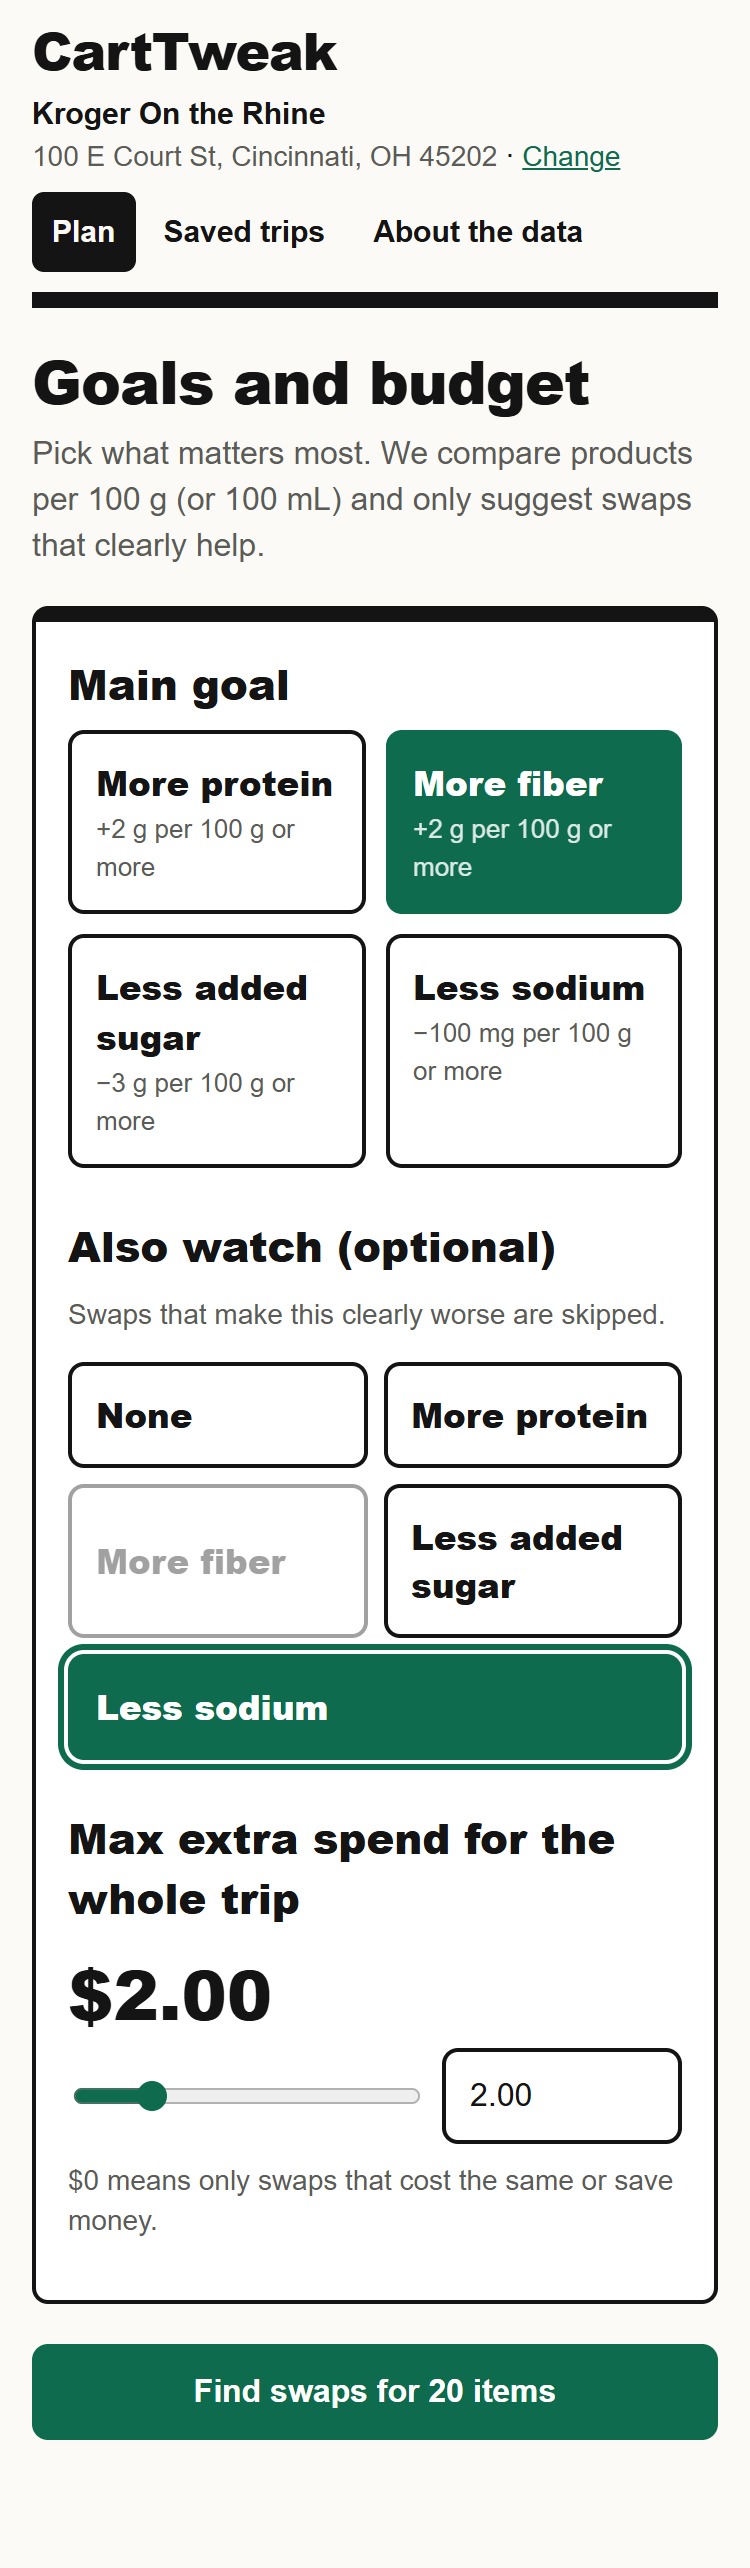 CartTweak
Kroger On the Rhine
100 E Court St, Cincinnati, OH 45202 · Change
Plan
Saved trips
About the data
Goals and budget
Pick what matters most. We compare products
per 100 g (or 100 mL) and only suggest swaps
that clearly help.
Main goal
More protein
+2 g per 100 g or
more
More fiber
+2 g per 100 g or
more
Less added
sugar
−3 g per 100 g or
more
Less sodium
−100 mg per 100 g
or more
Also watch (optional)
Swaps that make this clearly worse are skipped.
None
More protein
More fiber
Less added
sugar
Less sodium
Max extra spend for the
whole trip
$2.00
2.00
$0 means only swaps that cost the same or save
money.
Find swaps for 20 items